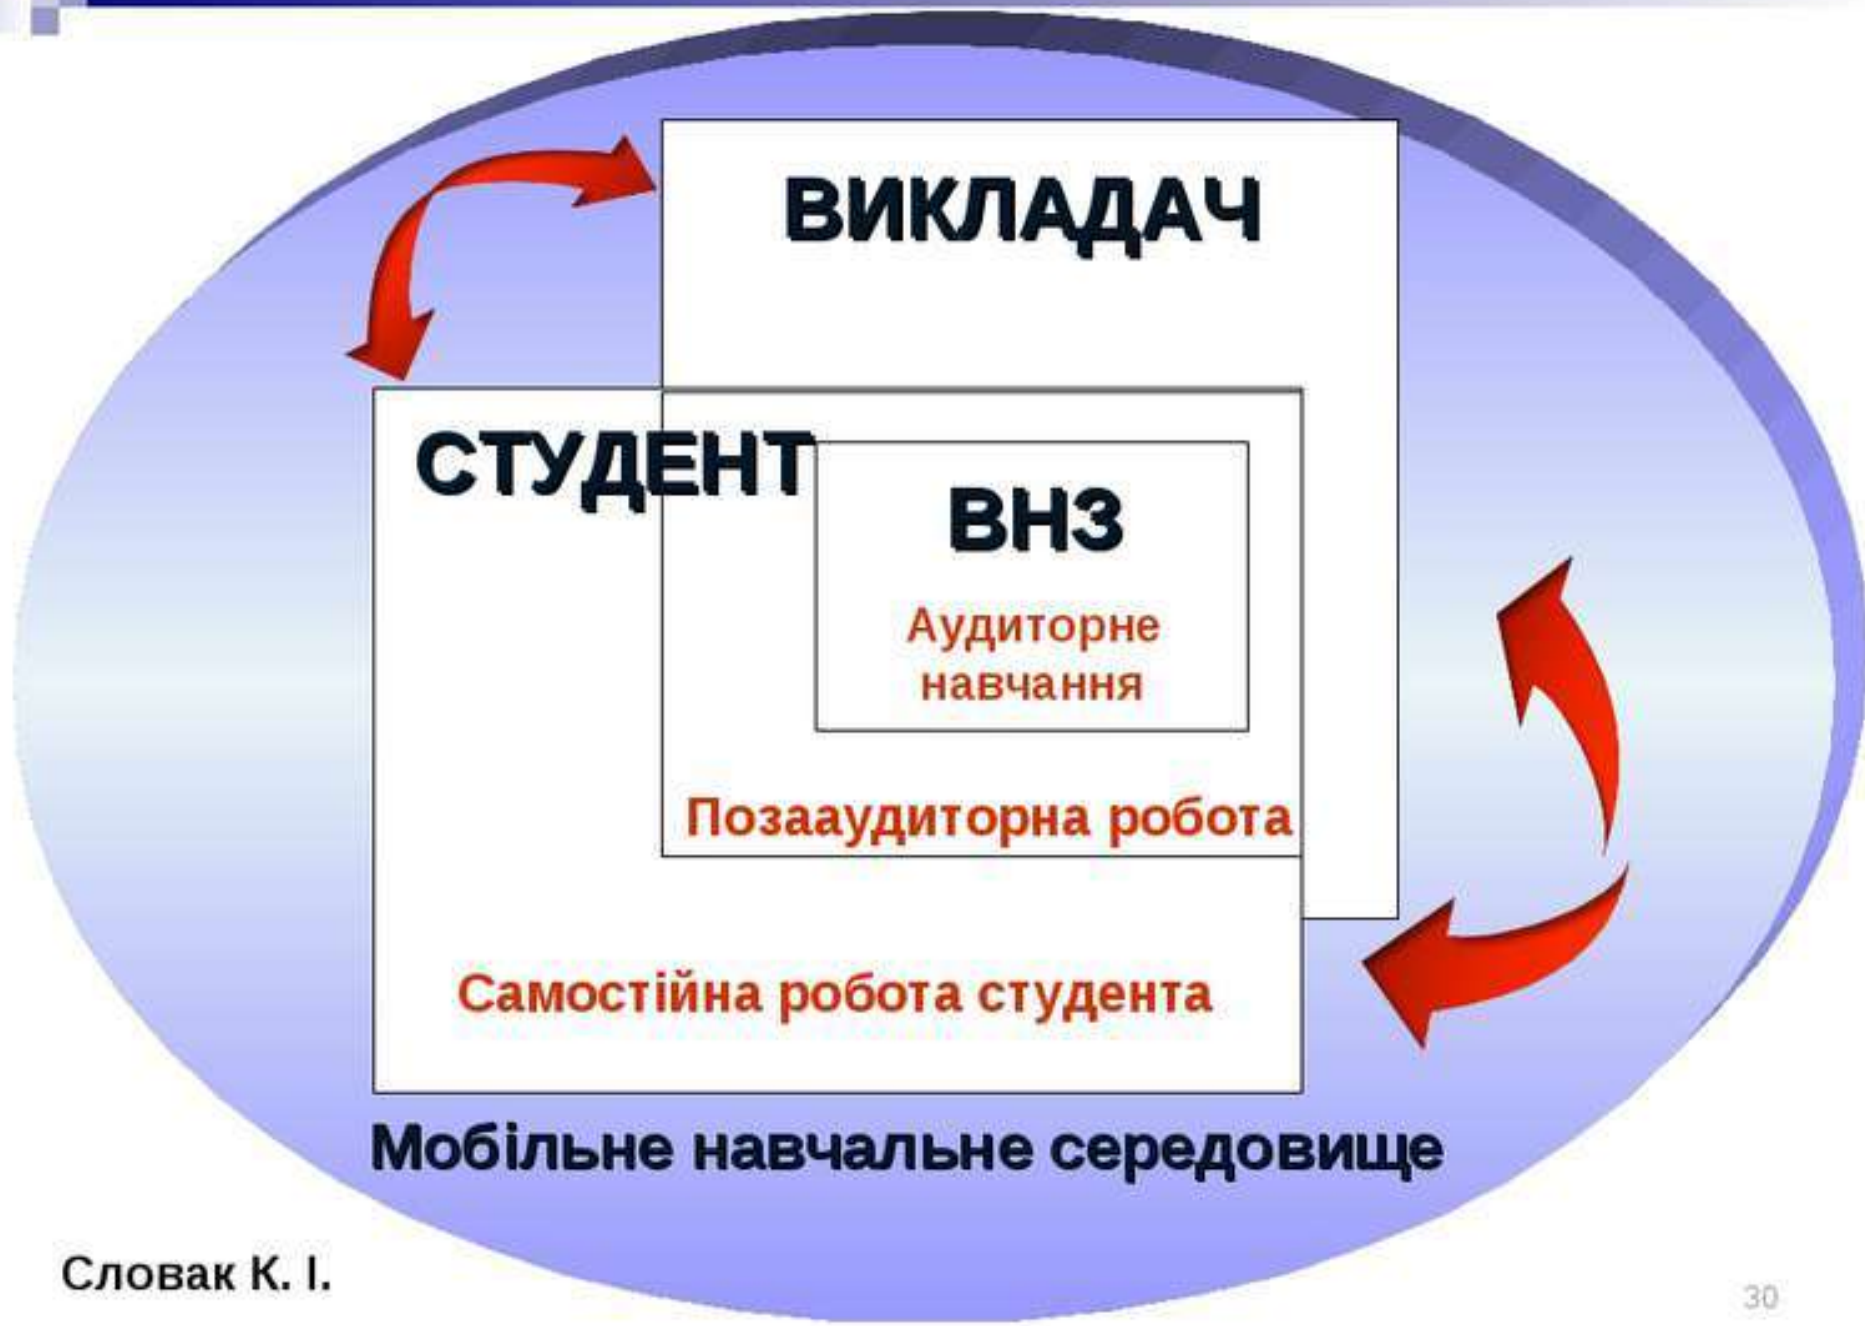 ВИКЛАДАЧ
СТУДЕНТ
ВНЗ
Аудиторне
навчання
Позааудиторна робота
Самостійна робота студента
Мобільне навчальне середовище
Словак К. І.
30